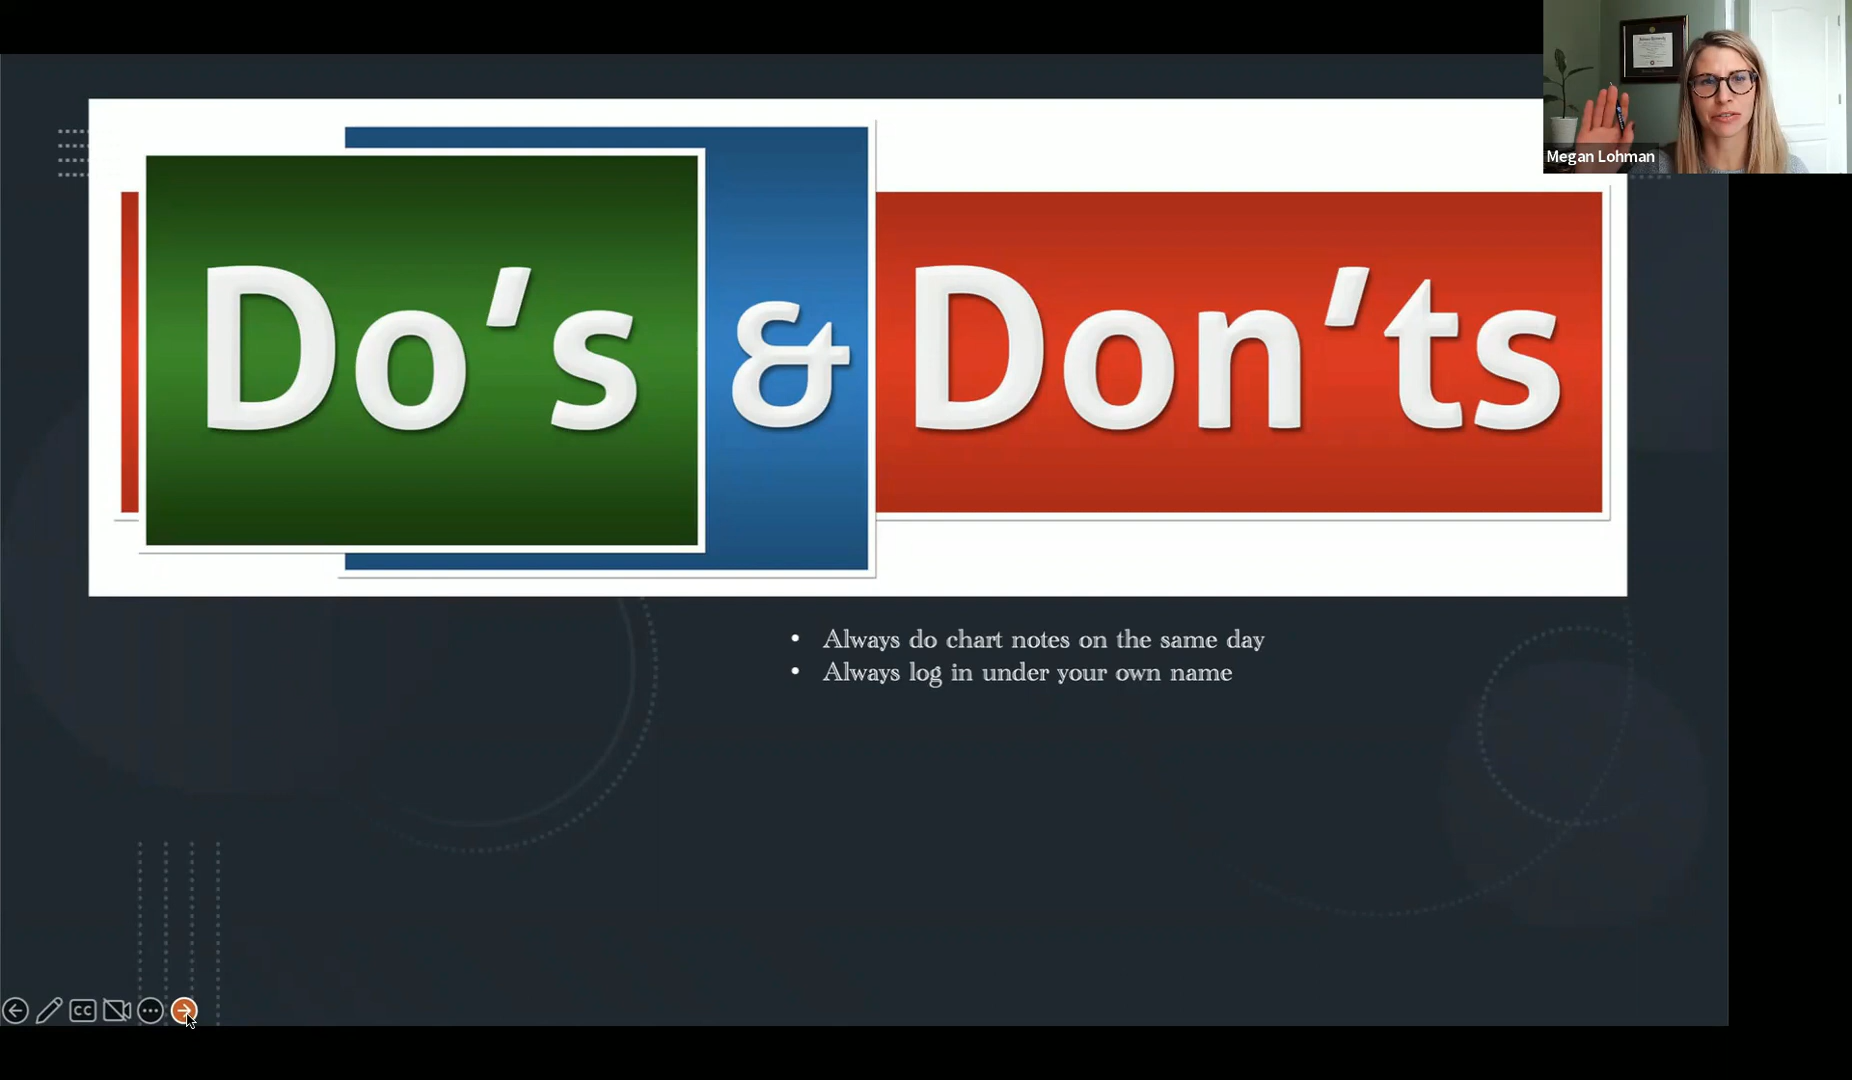 Megan Lohman
Do's & Don'ts
• Always do chart notes on the same day
• Always log in under your own name
CC